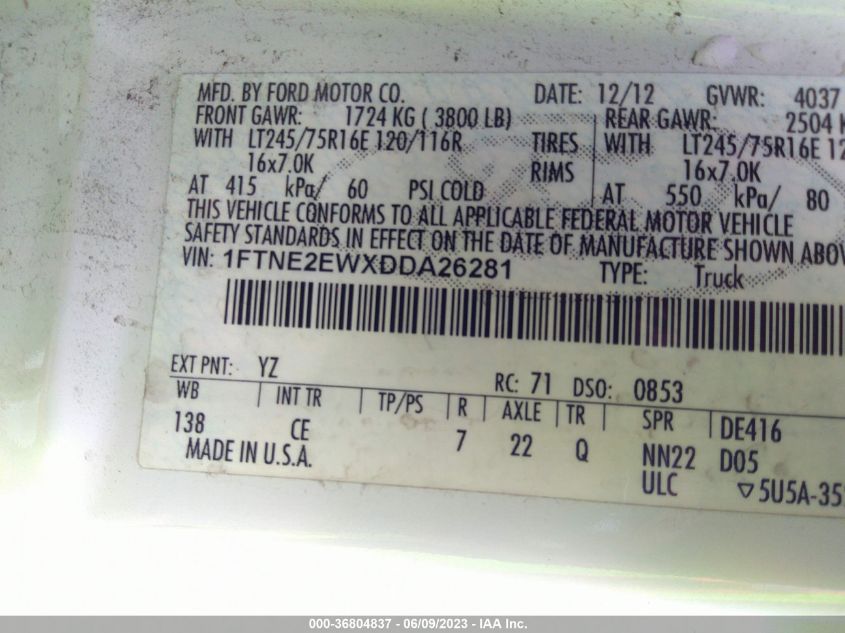 MFD. BY FORD MOTOR CO. DATE: 12/12 GVWR: 4037
FRONT GAWR: 1724 KG ( 3800 LB) REAR GAWR: 2504 K
WITH LT245/75R16E 120/116R TIRES WITH LT245/75R16E 12
16x7.0K RIMS 16x7.0K
AT 415 kPa/ 60 PSI COLD AT 550 kPa/ 80
THIS VEHICLE CONFORMS TO ALL APPLICABLE FEDERAL MOTOR VEHICLE
SAFETY STANDARDS IN EFFECT ON THE DATE OF MANUFACTURE SHOWN ABOV
VIN: 1FTNE2EWXDDA26281 TYPE: Truck
EXT PNT: YZ RC: 71 DSO: 0853
WB INT TR TP/PS R AXLE TR SPR DE416
138 CE 7 22 Q NN22 D05
MADE IN U.S.A. ULC ▽5U5A-35
000-36804837 - 06/09/2023 - IAA Inc.